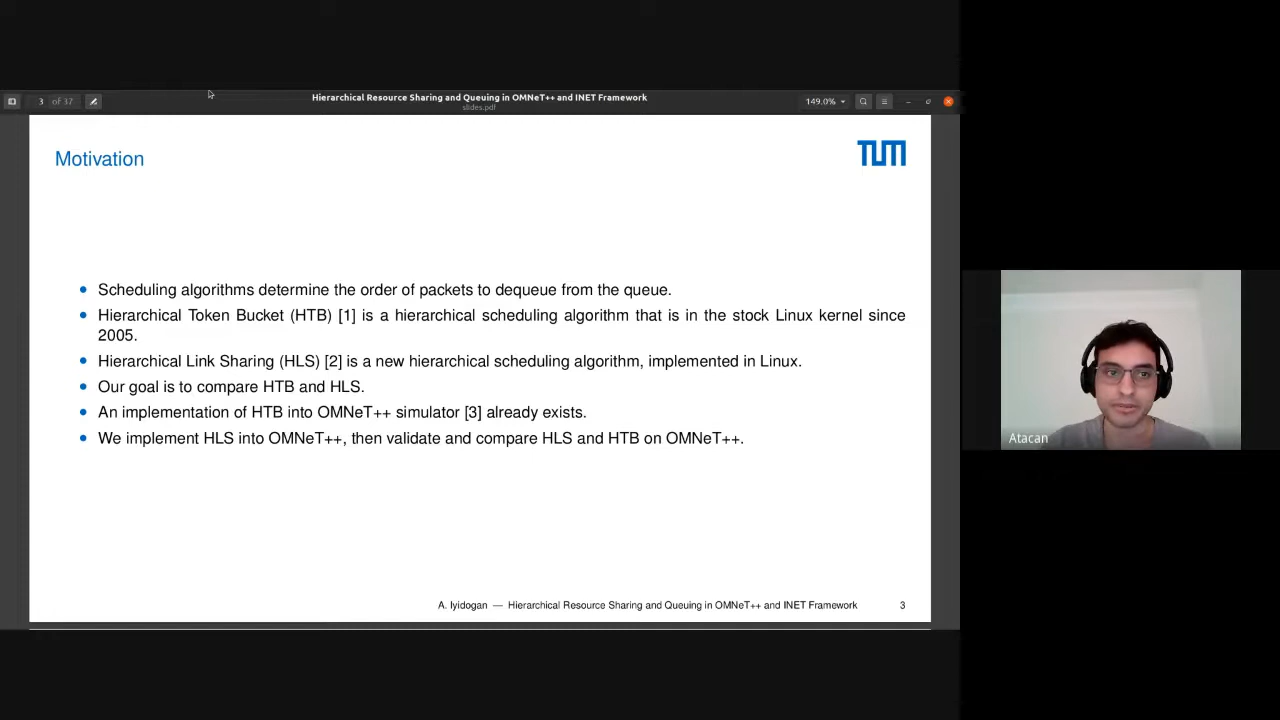 3 of 37
Hierarchical Resource Sharing and Queuing in OMNeT++ and INET Framework
slides.pdf
149.0%
Motivation
TUM
Scheduling algorithms determine the order of packets to dequeue from the queue.
Hierarchical Token Bucket (HTB) [1] is a hierarchical scheduling algorithm that is in the stock Linux kernel since
2005.
Hierarchical Link Sharing (HLS) [2] is a new hierarchical scheduling algorithm, implemented in Linux.
Our goal is to compare HTB and HLS.
An implementation of HTB into OMNeT++ simulator [3] already exists.
We implement HLS into OMNeT++, then validate and compare HLS and HTB on OMNeT++.
A. Iyidogan — Hierarchical Resource Sharing and Queuing in OMNeT++ and INET Framework 3
Atacan